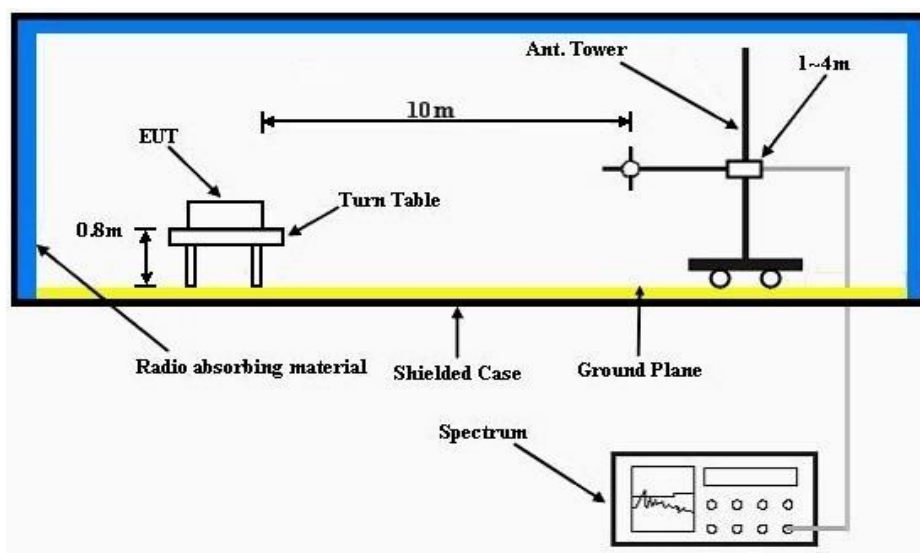 Ant. Tower
1~4m
10m
EUT
Turn Table
0.8m
Radio absorbing material
Shielded Case
Ground Plane
Spectrum